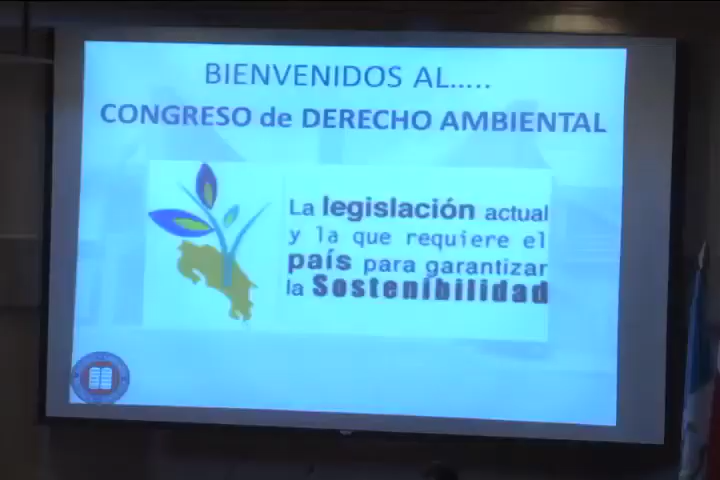 BIENVENIDOS AL.....
CONGRESO de DERECHO AMBIENTAL
La legislación actual
y la que requiere el
país para garantizar
la Sostenibilidad